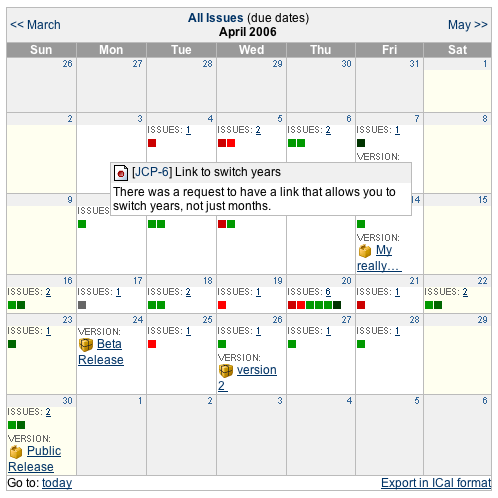 << March
All Issues (due dates)
April 2006
May >>
Sun Mon Tue Wed Thu Fri Sat
26 27 28 29 30 31 1
2 3 4 5 6 7 8
ISSUES: 1 ISSUES: 2 ISSUES: 2 ISSUES: 1
VERSION:
[JCP-6] Link to switch years
There was a request to have a link that allows you to
switch years, not just months.
9 14 15
ISSUES
VERSION:
My
really...
16 17 18 19 20 21 22
ISSUES: 2 ISSUES: 1 ISSUES: 2 ISSUES: 1 ISSUES: 6 ISSUES: 1 ISSUES: 2
23 24 25 26 27 28 29
ISSUES: 1 VERSION: ISSUES: 1 ISSUES: 1 ISSUES: 1 ISSUES: 1
Beta
Release
VERSION:
version
2
30 1 2 3 4 5 6
ISSUES: 2
VERSION:
Public
Release
Go to: today
Export in ICal format